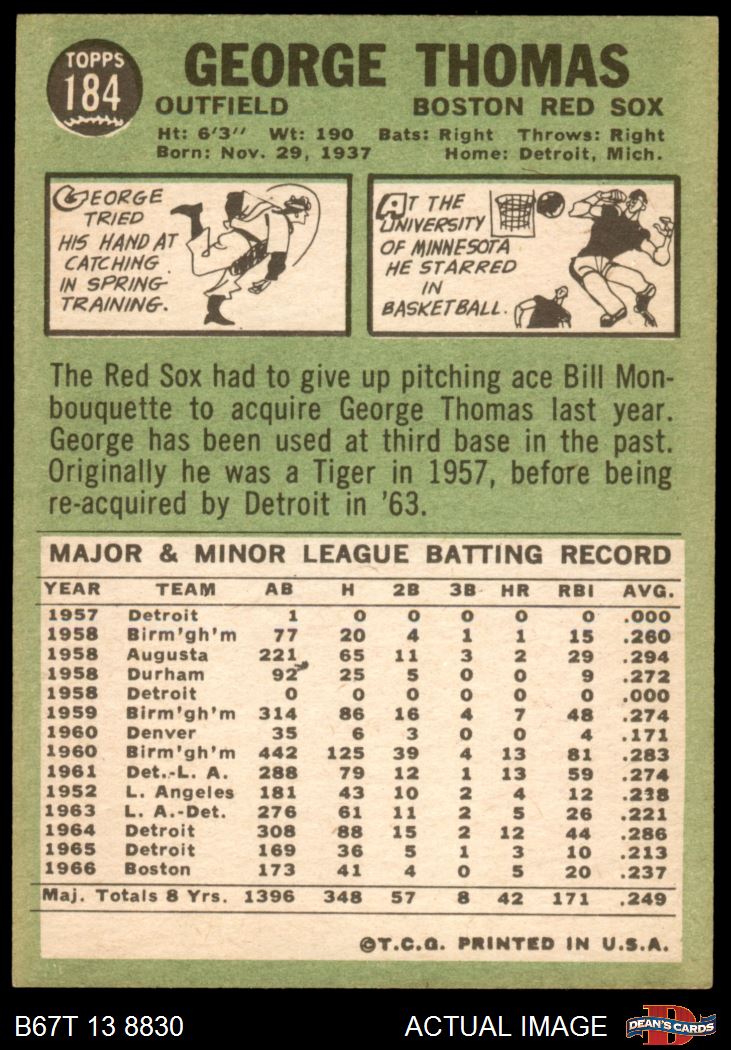 TOPPS
184
GEORGE THOMAS
OUTFIELD BOSTON RED SOX
Ht: 6'3" Wt: 190 Bats: Right Throws: Right
Born: Nov. 29, 1937 Home: Detroit, Mich.
GEORGE
TRIED
HIS HAND AT
CATCHING
IN SPRING
TRAINING.
AT THE
UNIVERSITY
OF MINNESOTA
HE STARRED
IN
BASKETBALL.
The Red Sox had to give up pitching ace Bill Mon-
bouquette to acquire George Thomas last year.
George has been used at third base in the past.
Originally he was a Tiger in 1957, before being
re-acquired by Detroit in '63.
MAJOR & MINOR LEAGUE BATTING RECORD
YEAR TEAM AB H 2B 3B HR RBI AVG.
1957 Detroit 1 0 0 0 0 0 .000
1958 Birm'gh'm 77 20 4 1 1 15 .260
1958 Augusta 221 65 11 3 2 29 .294
1958 Durham 92 25 5 0 0 9 .272
1958 Detroit 0 0 0 0 0 0 .000
1959 Birm'gh'm 314 86 16 4 7 48 .274
1960 Denver 35 6 3 0 0 4 .171
1960 Birm'gh'm 442 125 39 4 13 81 .283
1961 Det.-L. A. 288 79 12 1 13 59 .274
1952 L. Angeles 181 43 10 2 4 12 .238
1963 L. A.-Det. 276 61 11 2 5 26 .221
1964 Detroit 308 88 15 2 12 44 .286
1965 Detroit 169 36 5 1 3 10 .213
1966 Boston 173 41 4 0 5 20 .237
Maj. Totals 8 Yrs. 1396 348 57 8 42 171 .249
©T.C.G. PRINTED IN U.S.A.
B67T 13 8830 ACTUAL IMAGE
D
DEAN'S CARDS